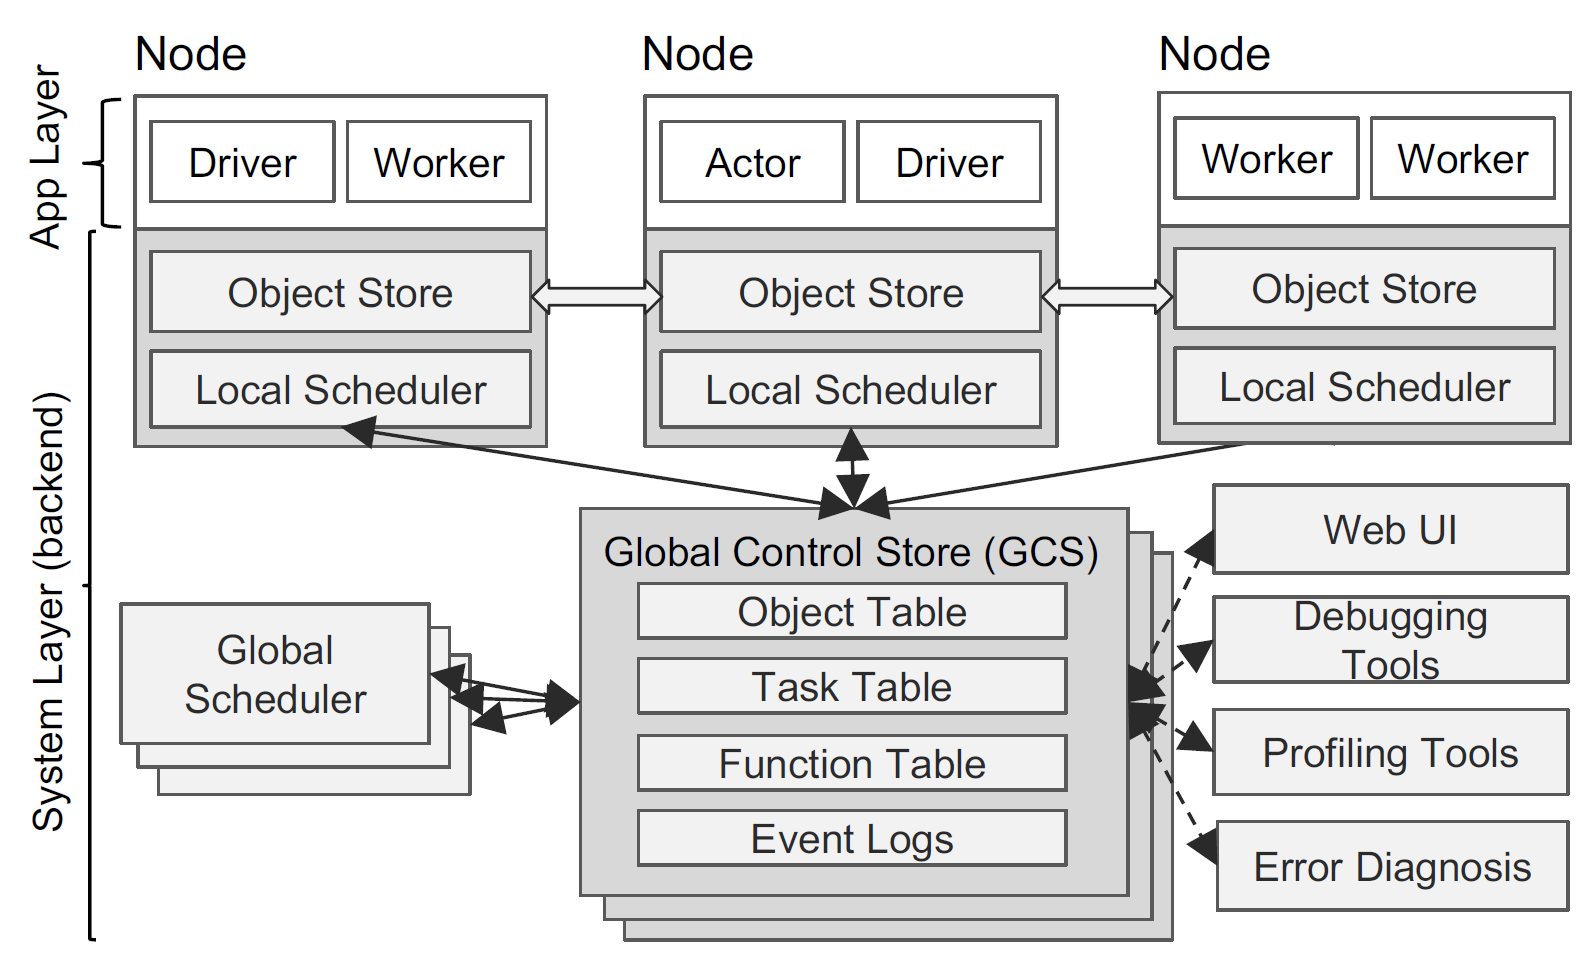 Node
Node
Node
App Layer
Driver
Worker
Actor
Driver
Worker
Worker
Object Store
Object Store
Object Store
Local Scheduler
Local Scheduler
Local Scheduler
System Layer (backend)
Global
Scheduler
Global Control Store (GCS)
Object Table
Task Table
Function Table
Event Logs
Web UI
Debugging
Tools
Profiling Tools
Error Diagnosis